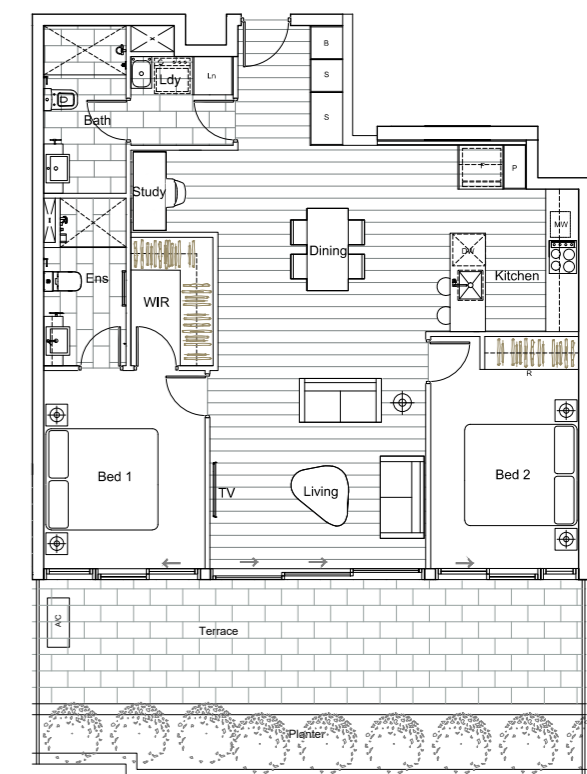 B
Ldy
Ln
S
Bath
S
F
P
Study
MW
Dining
DW
Ens
Kitchen
WIR
R
Bed 1
Bed 2
TV
Living
A/C
Terrace
Planter